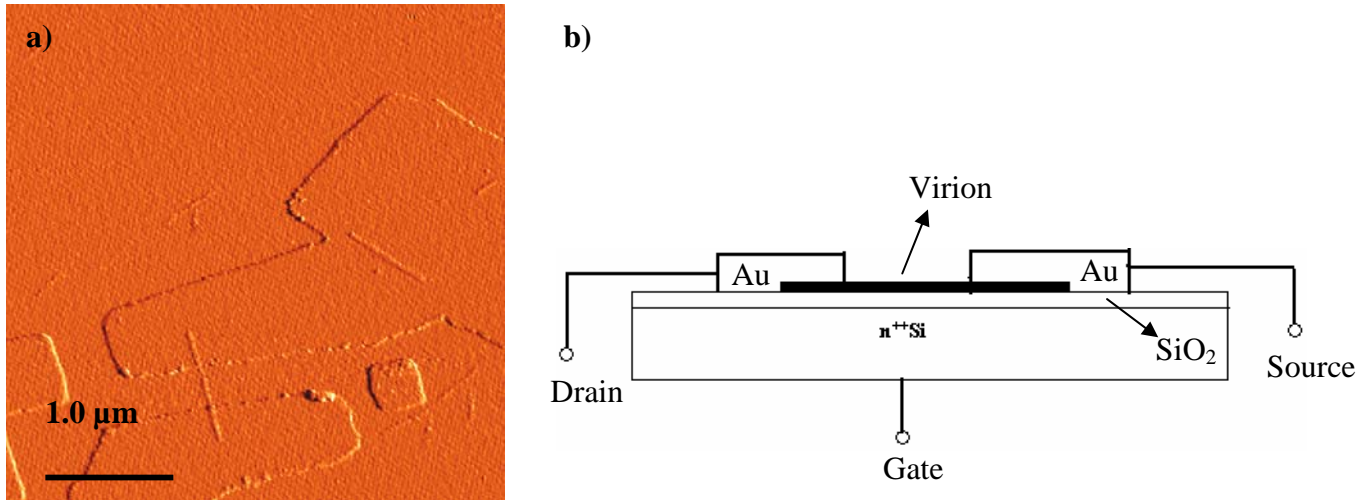 a)
1.0 µm
b)
Virion
Au
Au
n⁺⁺Si
SiO₂
Drain
Source
Gate